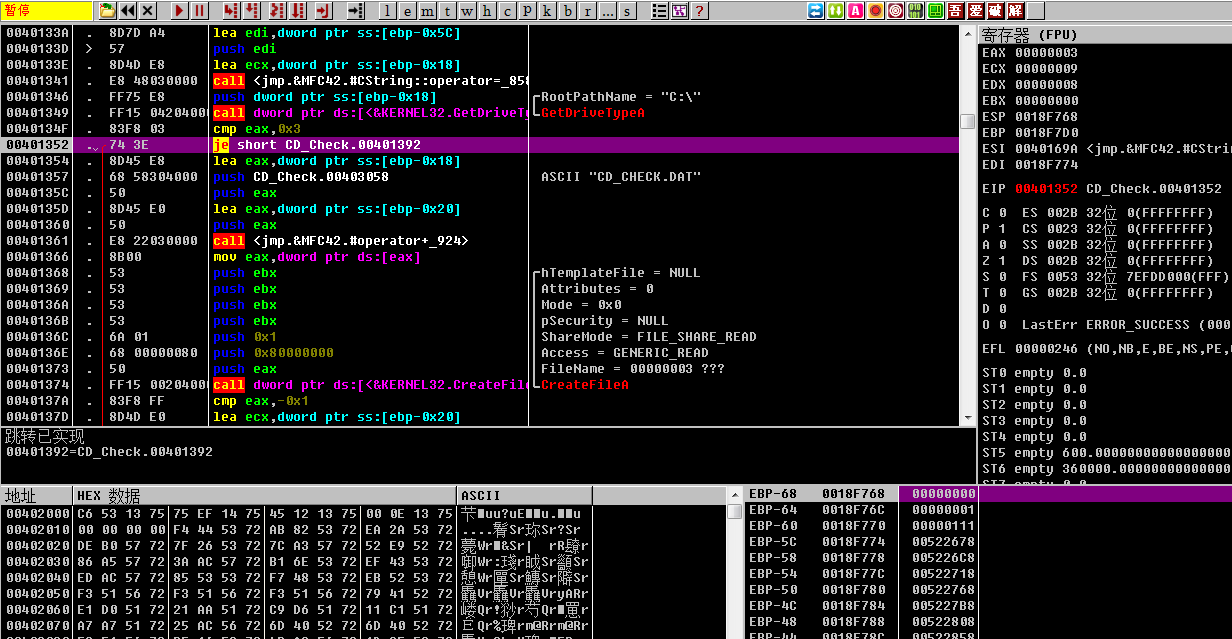 暂停 l e m t w h c p k b r ... s ? A 吾 爱 破 解
0040133A . 8D7D A4 lea edi,dword ptr ss:[ebp-0x5C]
0040133D > 57 push edi
0040133E . 8D4D E8 lea ecx,dword ptr ss:[ebp-0x18]
00401341 . E8 48030000 call <jmp.&MFC42.#CString::operator=_858
00401346 . FF75 E8 push dword ptr ss:[ebp-0x18] RootPathName = "C:\"
00401349 . FF15 04204000 call dword ptr ds:[<&KERNEL32.GetDriveTy GetDriveTypeA
0040134F . 83F8 03 cmp eax,0x3
00401352 . 74 3E je short CD_Check.00401392
00401354 . 8D45 E8 lea eax,dword ptr ss:[ebp-0x18]
00401357 . 68 58304000 push CD_Check.00403058 ASCII "CD_CHECK.DAT"
0040135C . 50 push eax
0040135D . 8D45 E0 lea eax,dword ptr ss:[ebp-0x20]
00401360 . 50 push eax
00401361 . E8 22030000 call <jmp.&MFC42.#operator+_924>
00401366 . 8B00 mov eax,dword ptr ds:[eax]
00401368 . 53 push ebx hTemplateFile = NULL
00401369 . 53 push ebx Attributes = 0
0040136A . 53 push ebx Mode = 0x0
0040136B . 53 push ebx pSecurity = NULL
0040136C . 6A 01 push 0x1 ShareMode = FILE_SHARE_READ
0040136E . 68 00000080 push 0x80000000 Access = GENERIC_READ
00401373 . 50 push eax FileName = 00000003 ???
00401374 . FF15 00204000 call dword ptr ds:[<&KERNEL32.CreateFile CreateFileA
0040137A . 83F8 FF cmp eax,-0x1
0040137D . 8D4D E0 lea ecx,dword ptr ss:[ebp-0x20]
跳转已实现
00401392=CD_Check.00401392
寄存器 (FPU)
EAX 00000003
ECX 00000009
EDX 00000008
EBX 00000000
ESP 0018F768
EBP 0018F7D0
ESI 0040169A <jmp.&MFC42.#CStri
EDI 0018F774
EIP 00401352 CD_Check.00401352
C 0 ES 002B 32位 0(FFFFFFFF)
P 1 CS 0023 32位 0(FFFFFFFF)
A 0 SS 002B 32位 0(FFFFFFFF)
Z 1 DS 002B 32位 0(FFFFFFFF)
S 0 FS 0053 32位 7EFDD000(FFF)
T 0 GS 002B 32位 0(FFFFFFFF)
D 0
O 0 LastErr ERROR_SUCCESS (000
EFL 00000246 (NO,NB,E,BE,NS,PE,
ST0 empty 0.0
ST1 empty 0.0
ST2 empty 0.0
ST3 empty 0.0
ST4 empty 0.0
ST5 empty 600.0000000000000000
ST6 empty 360000.00000000000000
地址 HEX 数据 ASCII
00402000 C6 53 13 75 75 EF 14 75 45 12 13 75 00 0E 13 75
00402010 00 00 00 00 F4 44 53 72 AB 82 53 72 EA 2A 53 72
00402020 DE B0 57 72 7F 26 53 72 7C A3 57 72 52 E9 52 72
00402030 86 A5 57 72 3A AC 57 72 B1 6E 53 72 EF 43 53 72
00402040 ED AC 57 72 85 53 53 72 F7 48 53 72 EB 52 53 72
00402050 F3 51 56 72 F3 51 56 72 F3 51 56 72 79 41 52 72
00402060 E1 D0 51 72 21 AA 51 72 C9 D6 51 72 11 C1 51 72
00402070 A7 A7 51 72 25 AC 56 72 6D 40 52 72 6D 40 52 72
EBP-68 0018F768 00000000
EBP-64 0018F76C 00000001
EBP-60 0018F770 00000111
EBP-5C 0018F774 00522678
EBP-58 0018F778 005226C8
EBP-54 0018F77C 00522718
EBP-50 0018F780 00522768
EBP-4C 0018F784 005227B8
EBP-48 0018F788 00522808